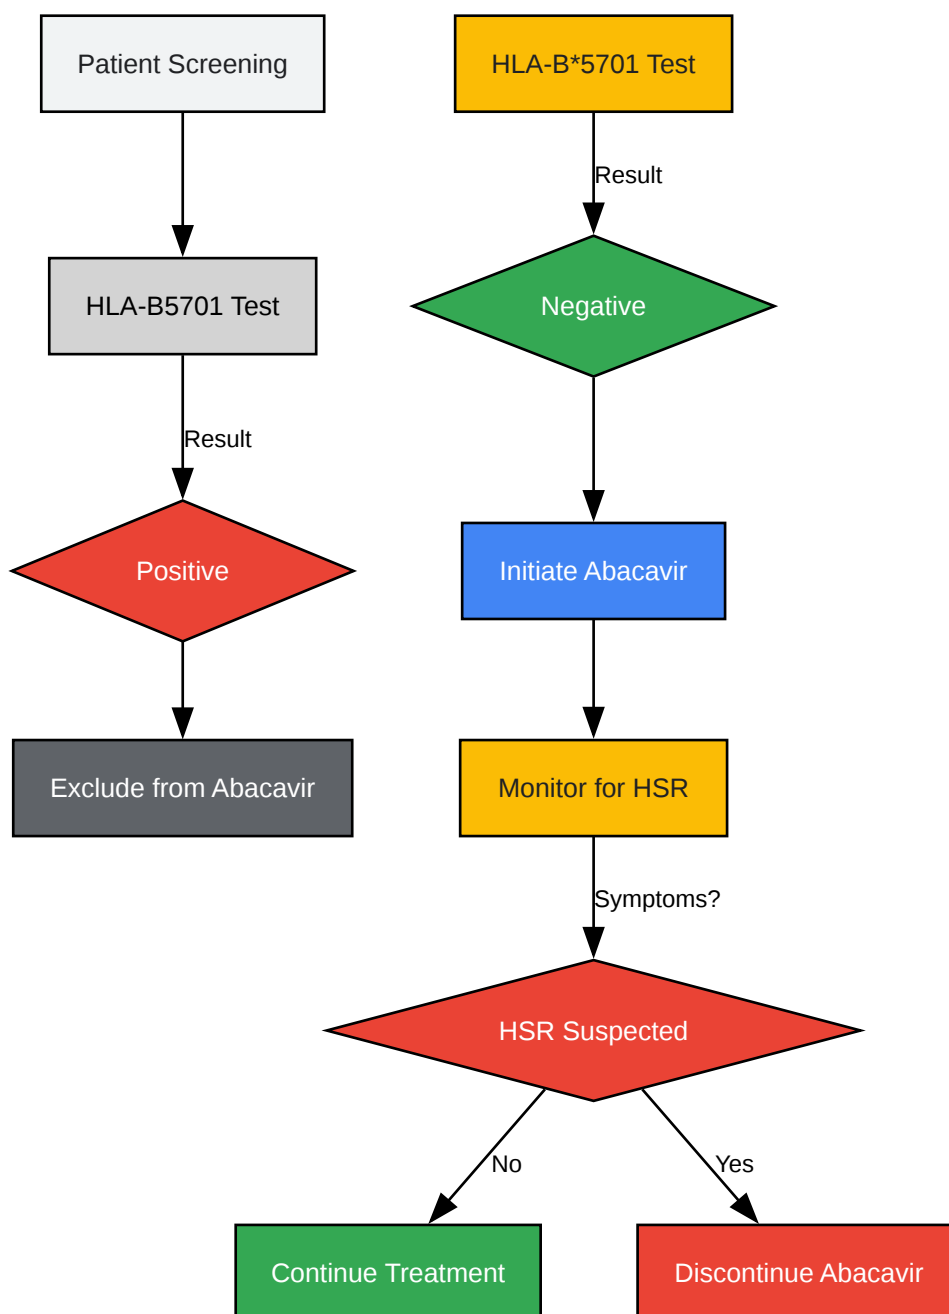 Patient Screening
HLA-B*5701 Test
Result
HLA-B5701 Test
Negative
Result
Positive
Initiate Abacavir
Exclude from Abacavir
Monitor for HSR
Symptoms?
HSR Suspected
No
Yes
Continue Treatment
Discontinue Abacavir